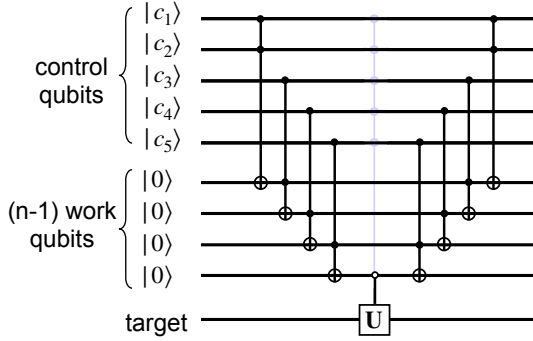 |c₁⟩
|c₂⟩
control
qubits
|c₃⟩
|c₄⟩
|c₅⟩
|0⟩
(n-1) work
qubits
|0⟩
|0⟩
|0⟩
target
U